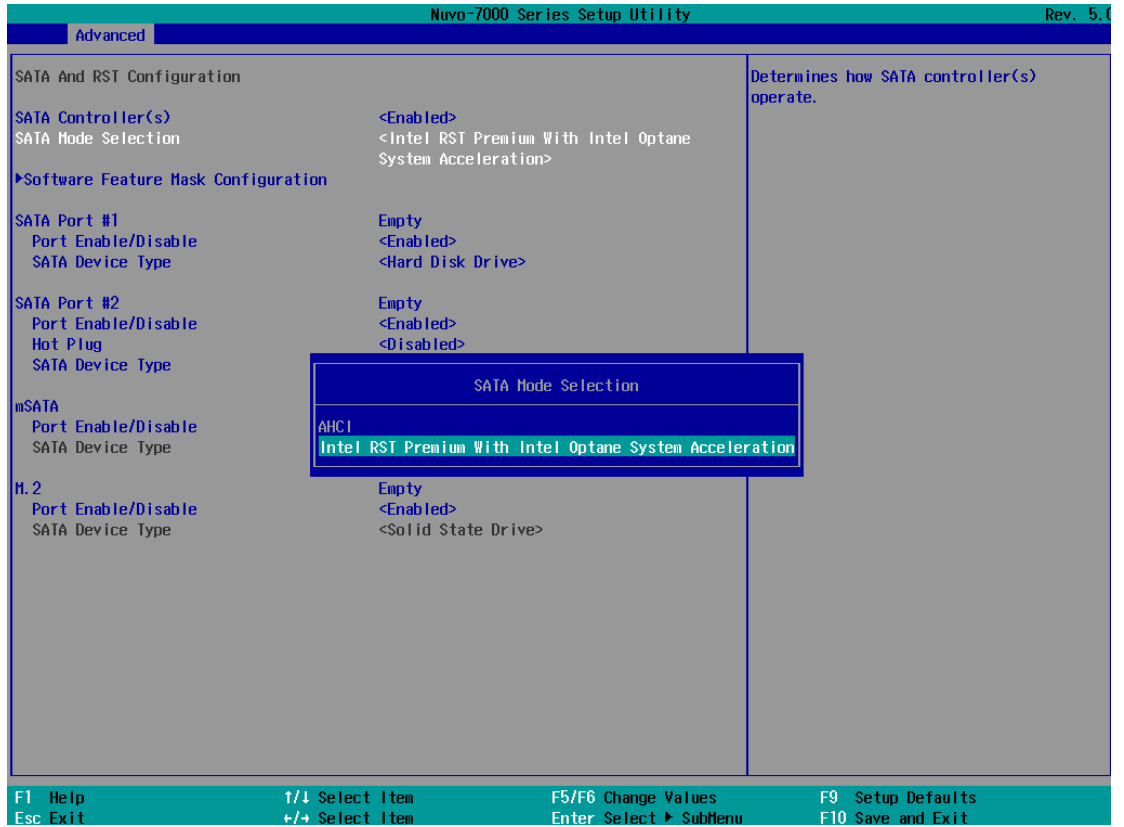 Nuvo-7000 Series Setup Utility Rev. 5.0
Advanced
SATA And RST Configuration
SATA Controller(s) <Enabled>
SATA Mode Selection <Intel RST Premium With Intel Optane
System Acceleration>
▶Software Feature Mask Configuration
SATA Port #1 Empty
Port Enable/Disable <Enabled>
SATA Device Type <Hard Disk Drive>
SATA Port #2 Empty
Port Enable/Disable <Enabled>
Hot Plug <Disabled>
SATA Device Type
mSATA
Port Enable/Disable
SATA Device Type
M.2 Empty
Port Enable/Disable <Enabled>
SATA Device Type <Solid State Drive>
SATA Mode Selection
AHCI
Intel RST Premium With Intel Optane System Acceleration
Determines how SATA controller(s)
operate.
F1 Help ↑/↓ Select Item F5/F6 Change Values F9 Setup Defaults
Esc Exit ←/→ Select Item Enter Select ▶ SubMenu F10 Save and Exit